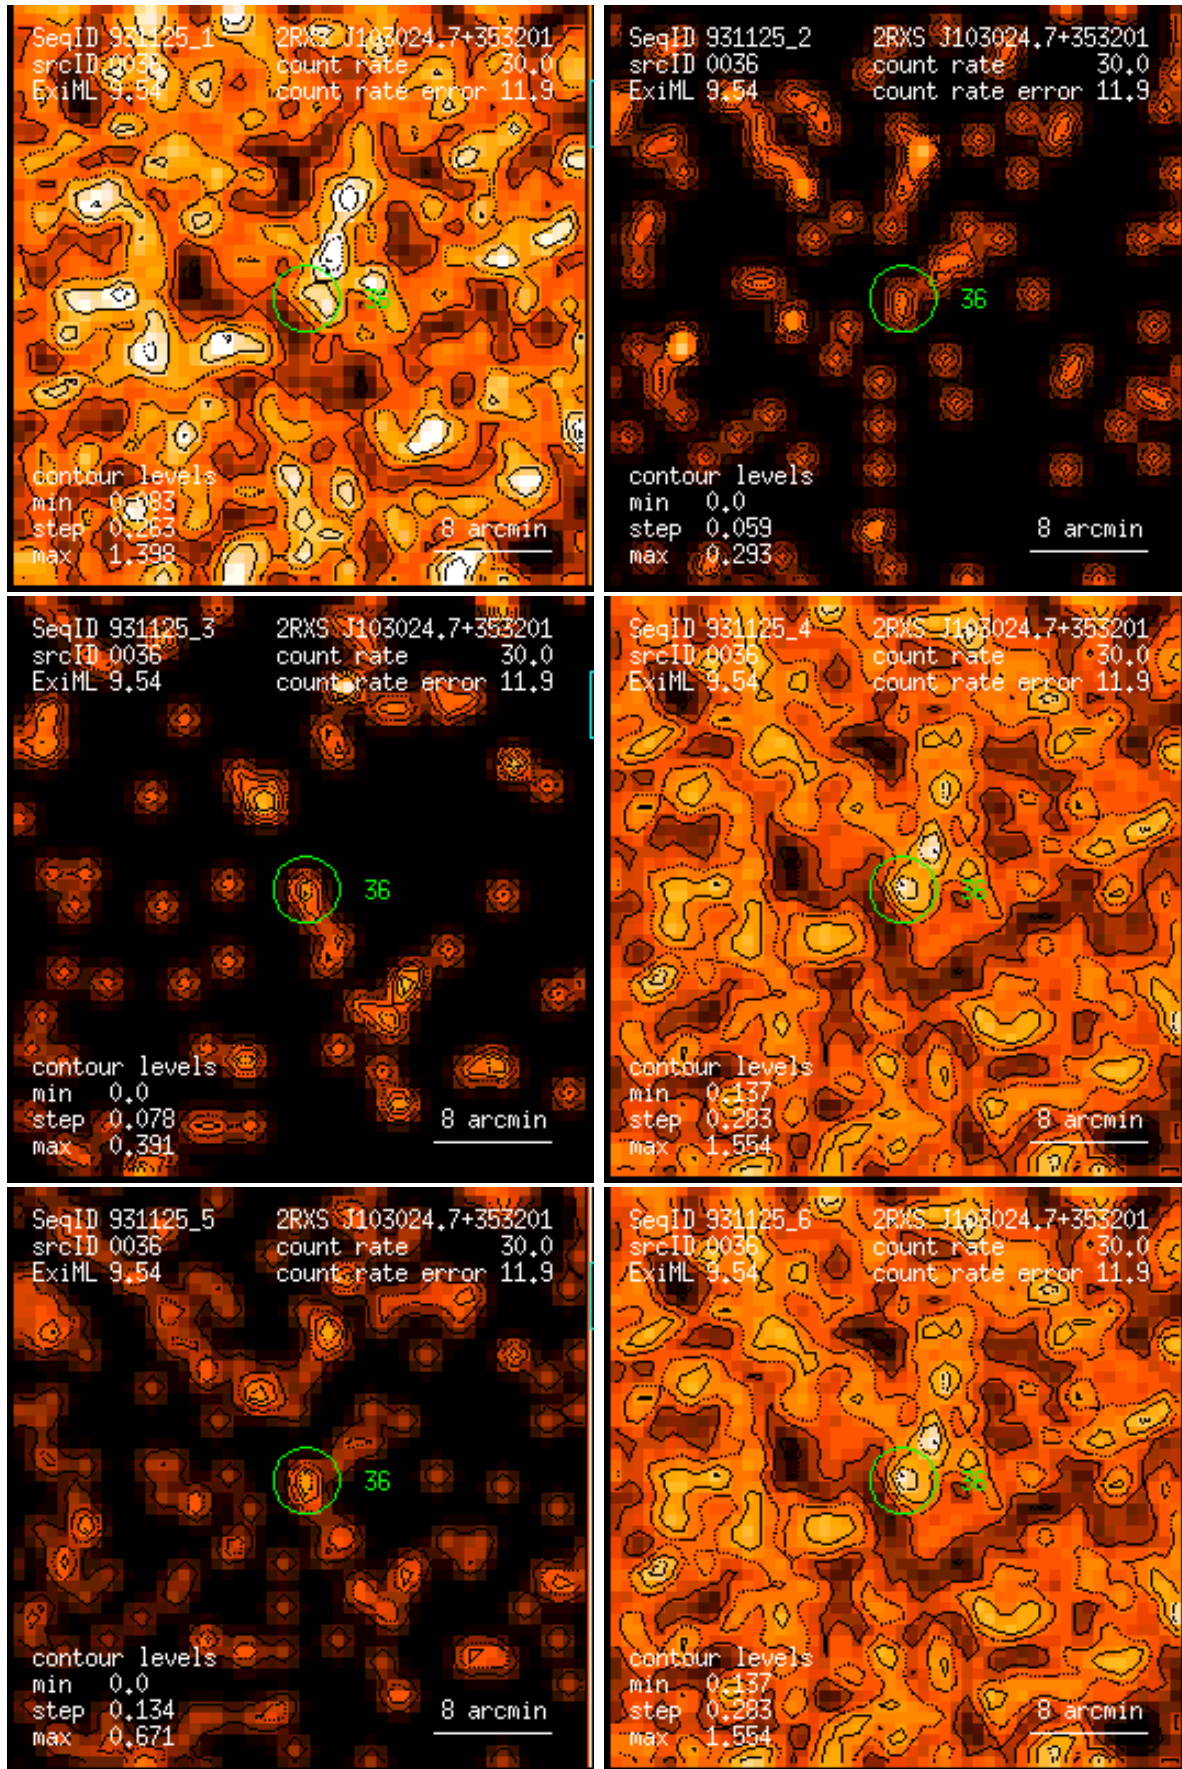 SeqID 931125_1 2RXS J103024.7+353201
srcID 0036 count rate 30.0
ExiML 9.54 count rate error 11.9
36
contour levels
min 0.083
step 0.263
max 1.398
8 arcmin
SeqID 931125_2 2RXS J103024.7+353201
srcID 0036 count rate 30.0
ExiML 9.54 count rate error 11.9
36
contour levels
min 0.0
step 0.059
max 0.293
8 arcmin
SeqID 931125_3 2RXS J103024.7+353201
srcID 0036 count rate 30.0
ExiML 9.54 count rate error 11.9
36
contour levels
min 0.0
step 0.078
max 0.391
8 arcmin
SeqID 931125_4 2RXS J103024.7+353201
srcID 0036 count rate 30.0
ExiML 9.54 count rate error 11.9
36
contour levels
min 0.137
step 0.283
max 1.554
8 arcmin
SeqID 931125_5 2RXS J103024.7+353201
srcID 0036 count rate 30.0
ExiML 9.54 count rate error 11.9
36
contour levels
min 0.0
step 0.134
max 0.671
8 arcmin
SeqID 931125_6 2RXS J103024.7+353201
srcID 0036 count rate 30.0
ExiML 9.54 count rate error 11.9
36
contour levels
min 0.137
step 0.283
max 1.554
8 arcmin